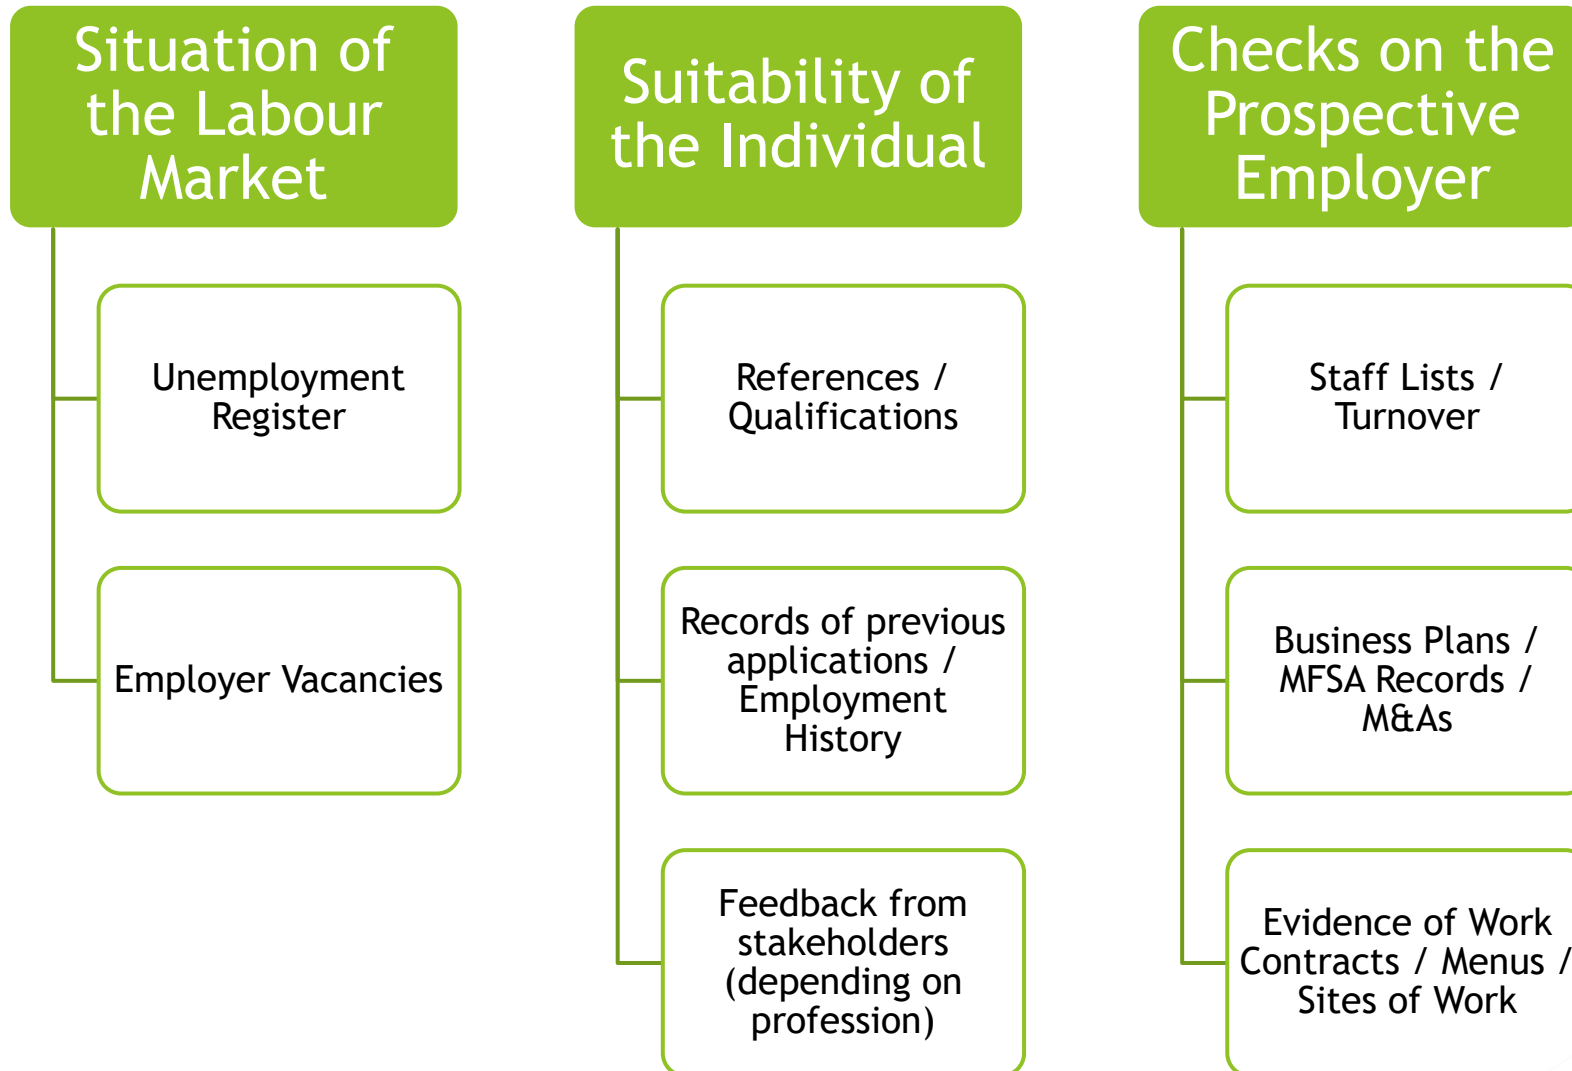 Situation of
the Labour
Market
Unemployment
Register
Employer Vacancies
Suitability of
the Individual
References /
Qualifications
Records of previous
applications /
Employment
History
Feedback from
stakeholders
(depending on
profession)
Checks on the
Prospective
Employer
Staff Lists /
Turnover
Business Plans /
MFSA Records /
M&As
Evidence of Work
Contracts / Menus /
Sites of Work